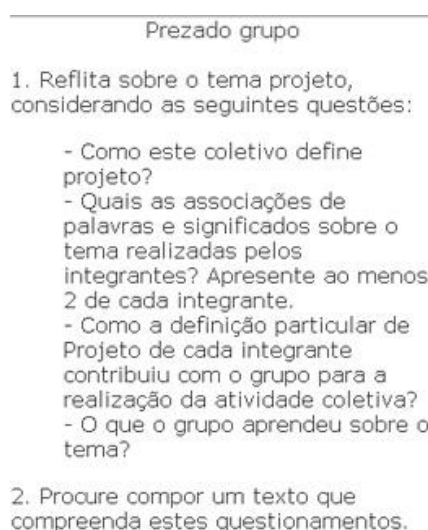 Prezado grupo
1. Reflita sobre o tema projeto,
considerando as seguintes questões:
- Como este coletivo define
projeto?
- Quais as associações de
palavras e significados sobre o
tema realizadas pelos
integrantes? Apresente ao menos
2 de cada integrante.
- Como a definição particular de
Projeto de cada integrante
contribuiu com o grupo para a
realização da atividade coletiva?
- O que o grupo aprendeu sobre o
tema?
2. Procure compor um texto que
compreenda estes questionamentos.